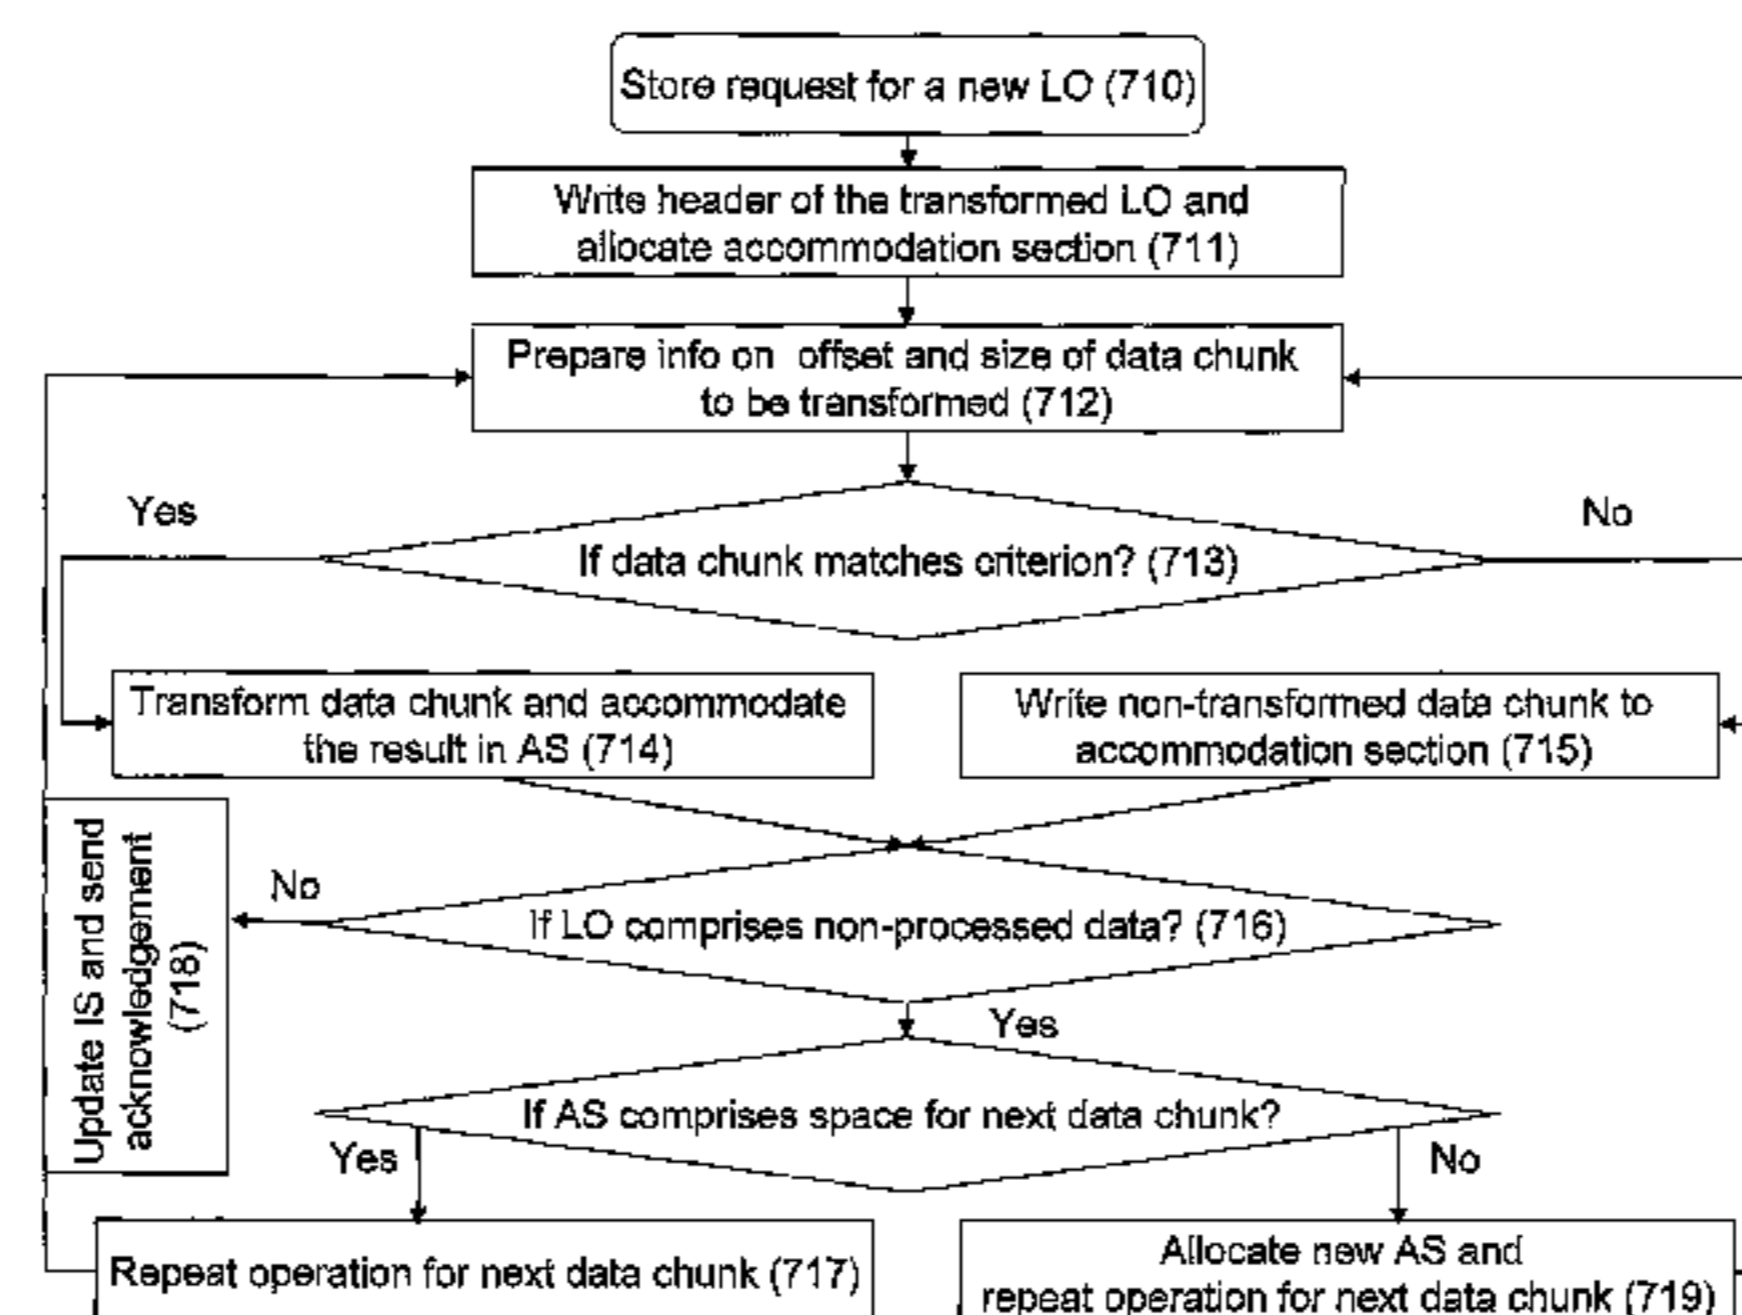 Store request for a new LO (710)
Write header of the transformed LO and
allocate accommodation section (711)
Prepare info on offset and size of data chunk
to be transformed (712)
Yes
No
If data chunk matches criterion? (713)
Transform data chunk and accommodate
the result in AS (714)
Write non-transformed data chunk to
accommodation section (715)
Update IS and send
acknowledgement
(718)
No
If LO comprises non-processed data? (716)
Yes
If AS comprises space for next data chunk?
Yes
No
Repeat operation for next data chunk (717)
Allocate new AS and
repeat operation for next data chunk (719)